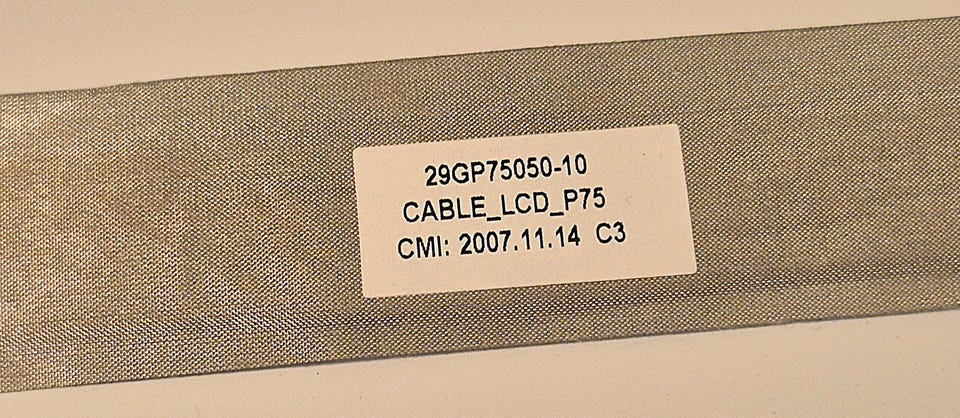 29GP75050-10
CABLE_LCD_P75
CMI: 2007.11.14 C3